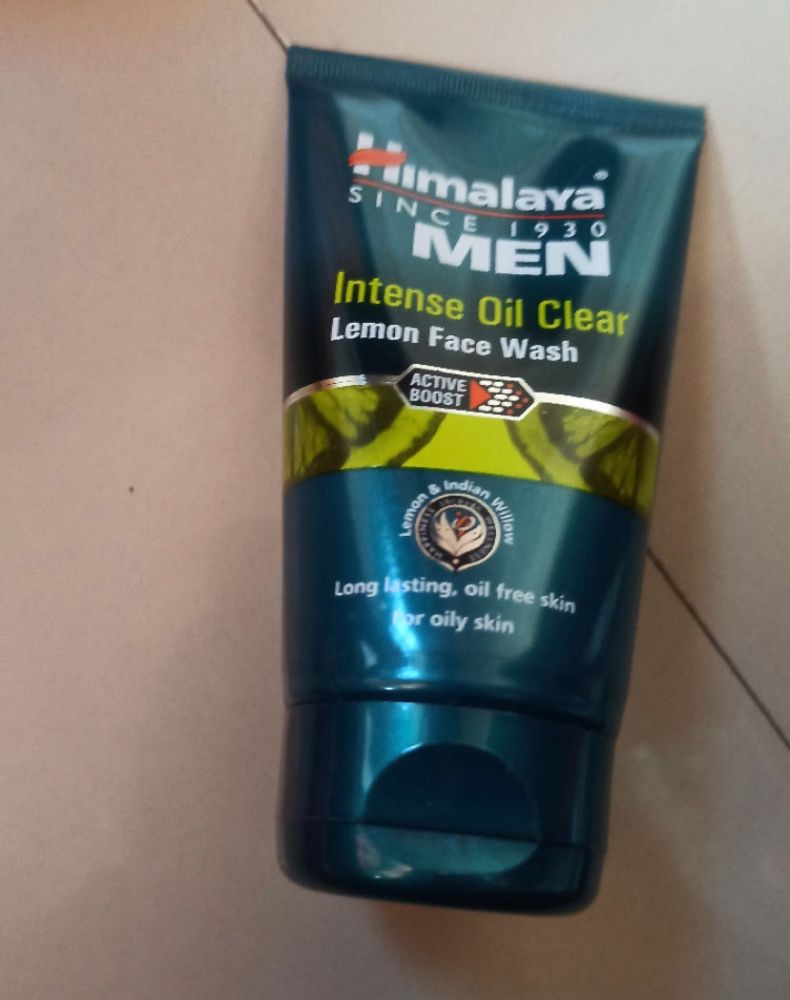 Himalaya®
SINCE 1930
MEN
Intense Oil Clear
Lemon Face Wash
ACTIVE
BOOST
Lemon & Indian Willow
Long lasting, oil free skin
For oily skin